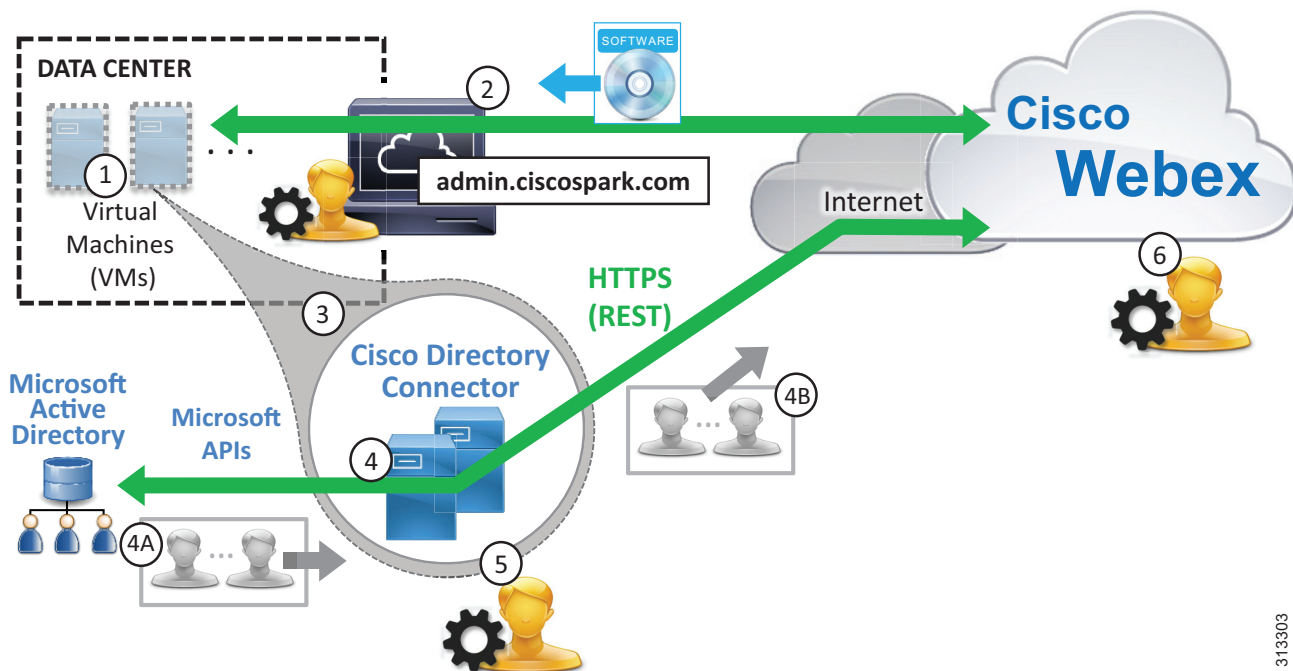 SOFTWARE
DATA CENTER
2
Cisco
Webex
admin.ciscospark.com
1
Virtual
Machines
(VMs)
...
Internet
6
HTTPS
(REST)
3
Cisco Directory
Connector
Microsoft
Active
Directory
Microsoft
APIs
4B
...
4
4A
...
5
313303